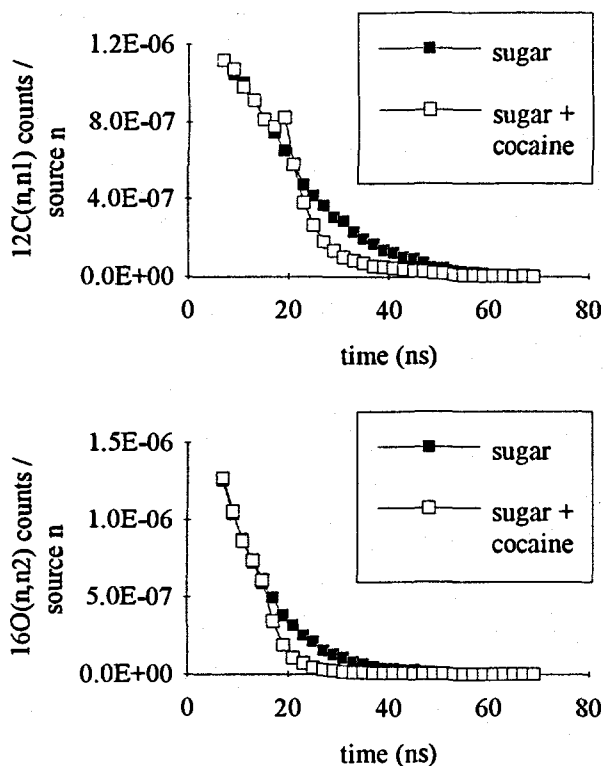 12C(n,n1) counts /
source n
1.2E-06
8.0E-07
4.0E-07
0.0E+00
0
20
40
60
80
time (ns)
sugar
sugar +
cocaine
16O(n,n2) counts /
source n
1.5E-06
1.0E-06
5.0E-07
0.0E+00
0
20
40
60
80
time (ns)
sugar
sugar +
cocaine